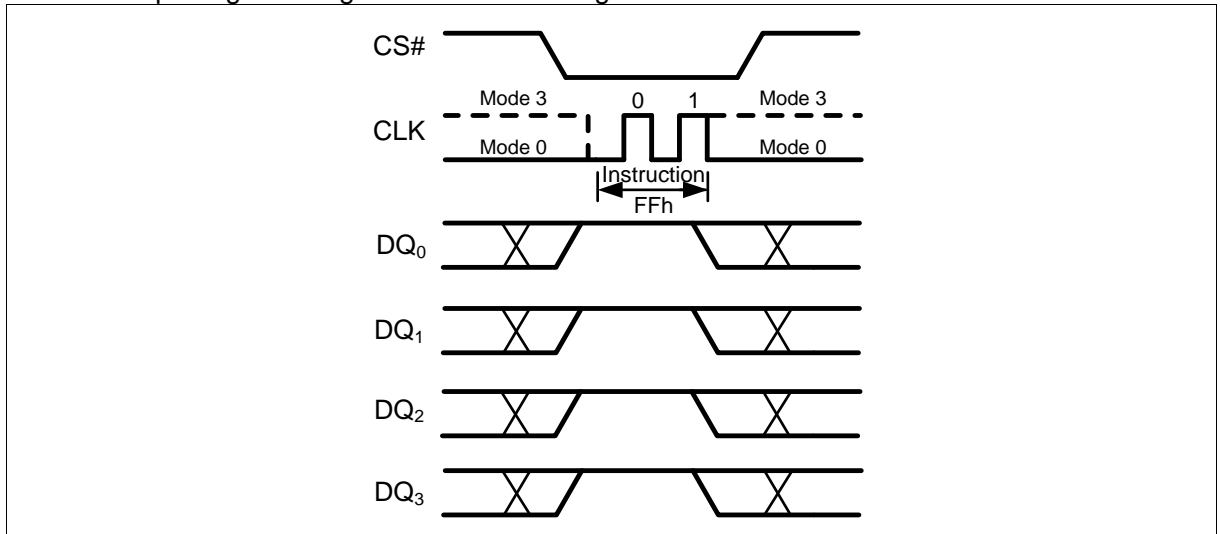 CS#
Mode 3 0 1 Mode 3
CLK
Mode 0 Mode 0
Instruction
FFh
DQ0
DQ1
DQ2
DQ3